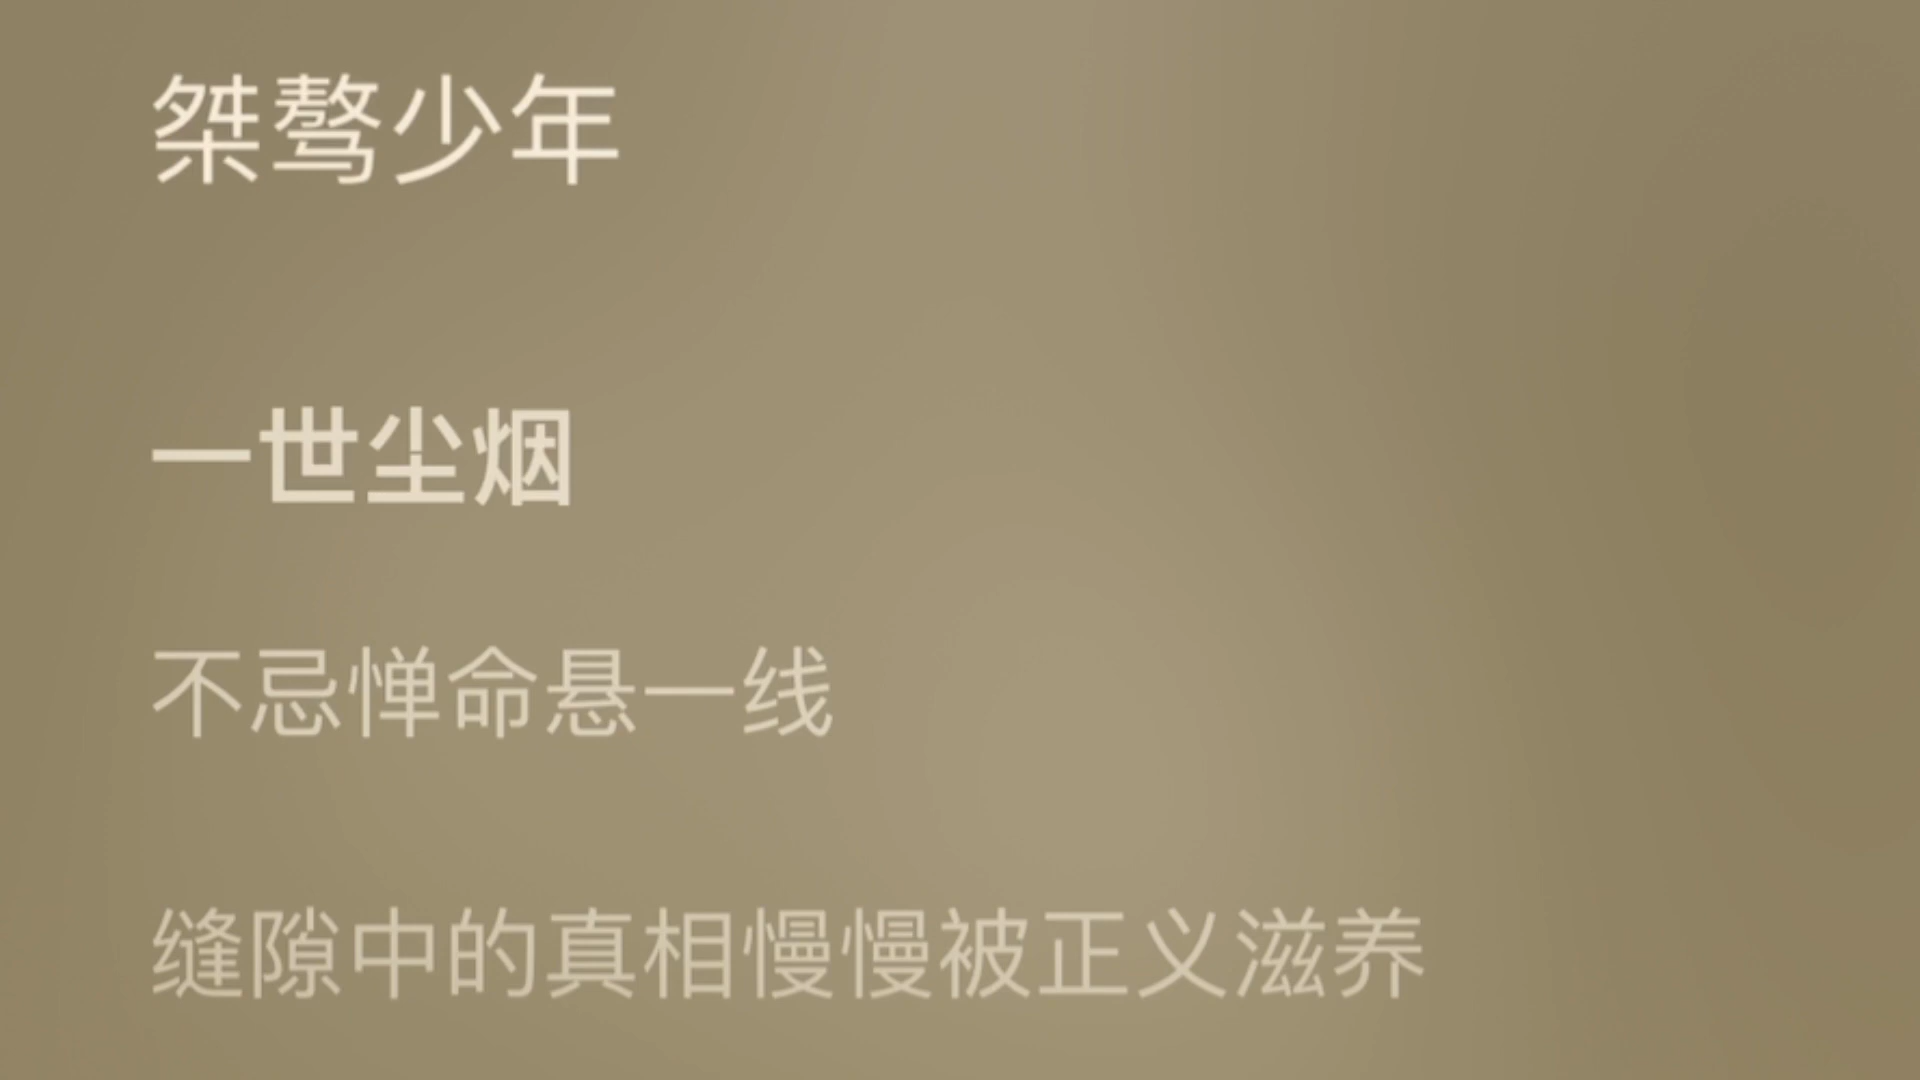 桀骜少年
一世尘烟
不忌惮命悬一线
缝隙中的真相慢慢被正义滋养